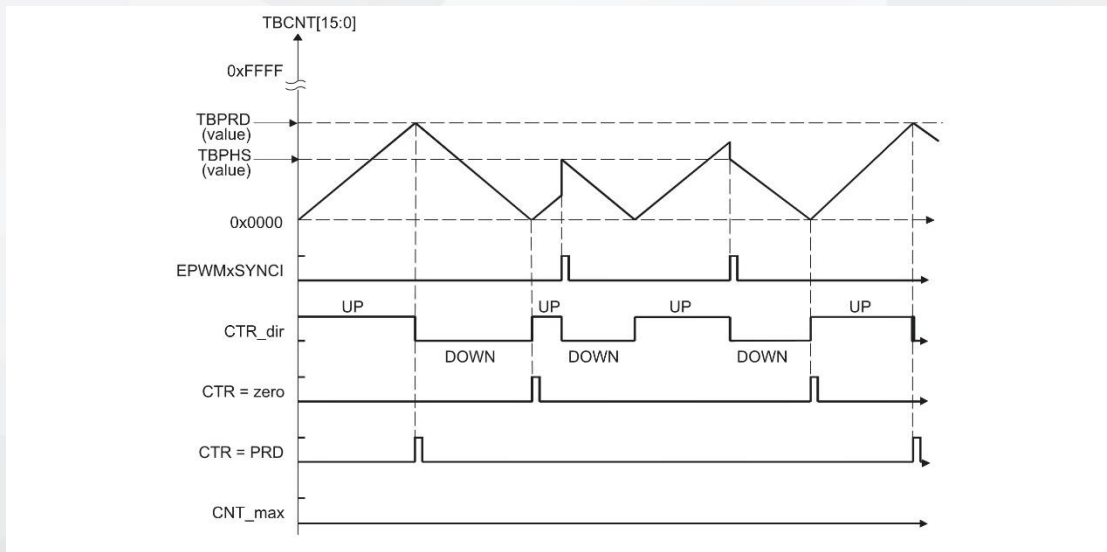 TBCNT[15:0]
0xFFFF
TBPRD
(value)
TBPHS
(value)
0x0000
EPWMxSYNCI
UP
UP
UP
UP
CTR_dir
DOWN
DOWN
DOWN
CTR = zero
CTR = PRD
CNT_max